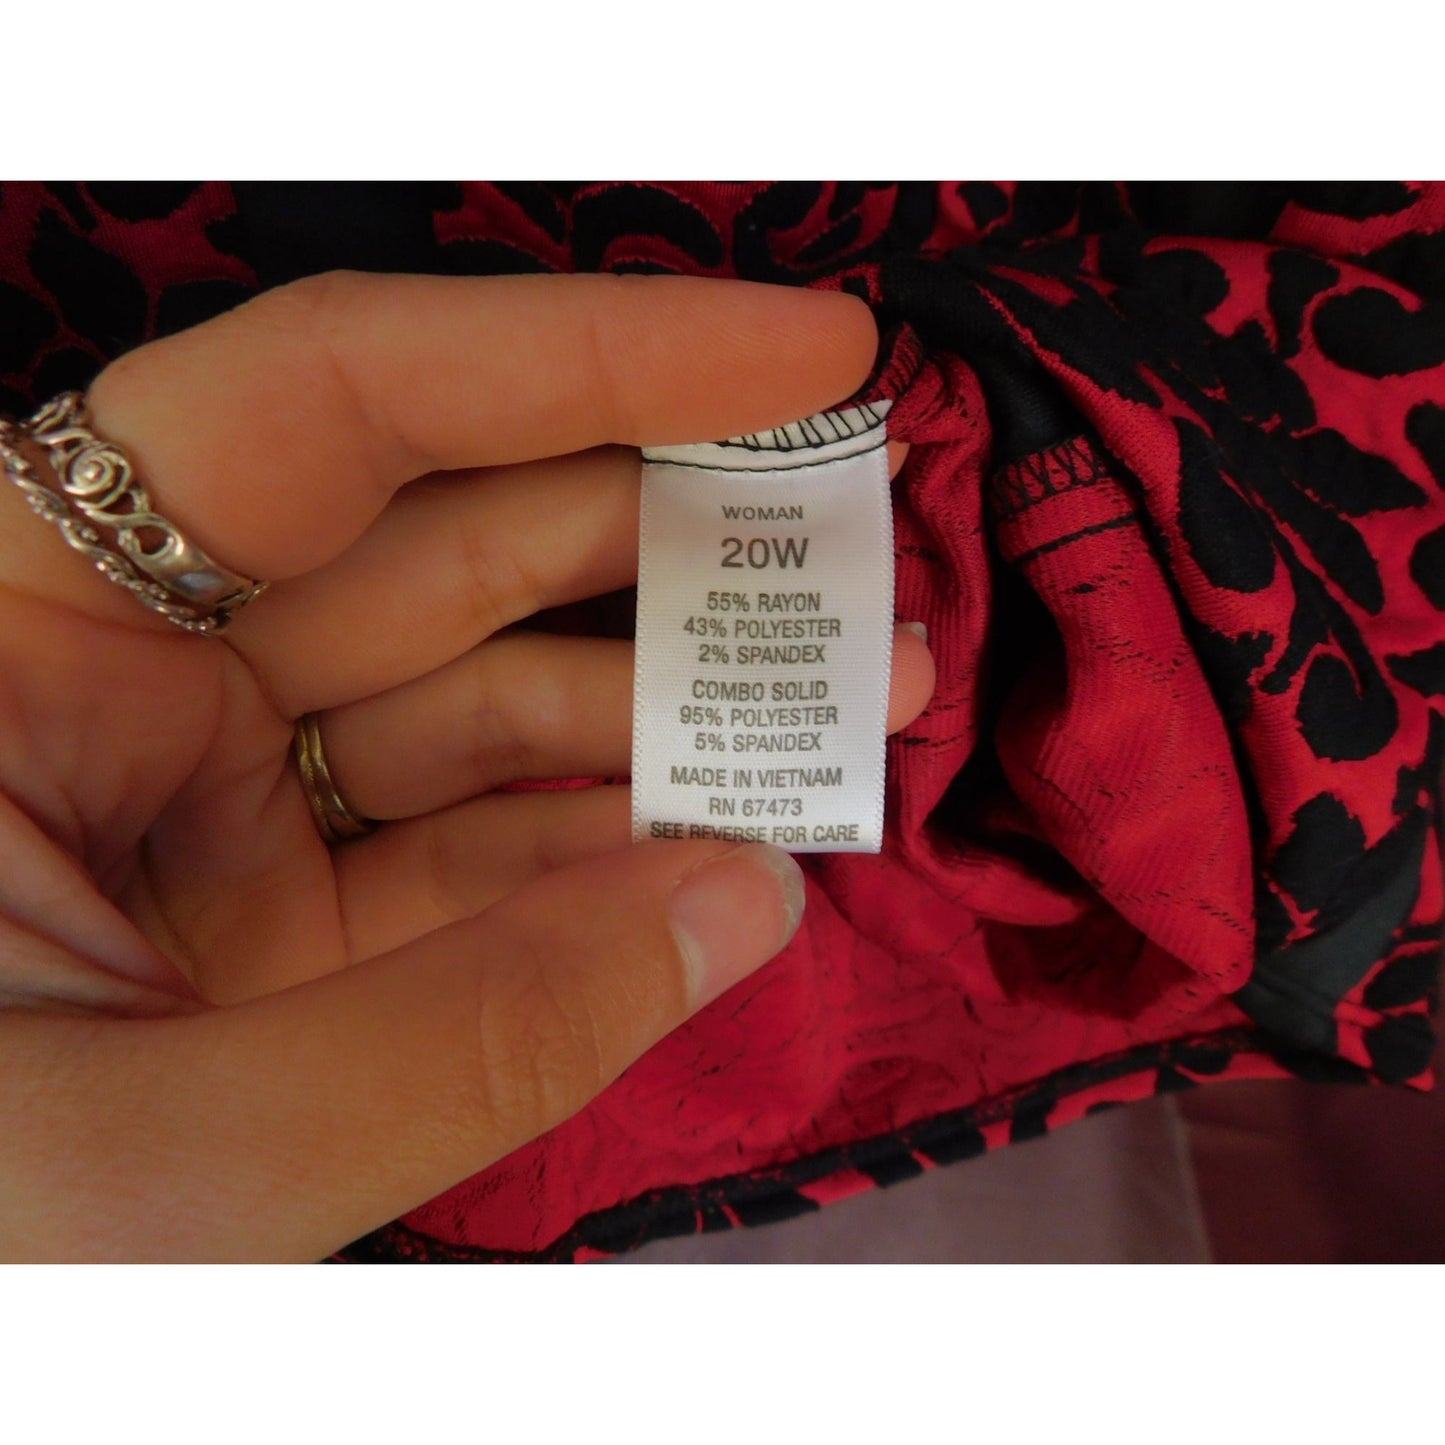 WOMAN
20W
55% RAYON
43% POLYESTER
2% SPANDEX
COMBO SOLID
95% POLYESTER
5% SPANDEX
MADE IN VIETNAM
RN 67473
SEE REVERSE FOR CARE